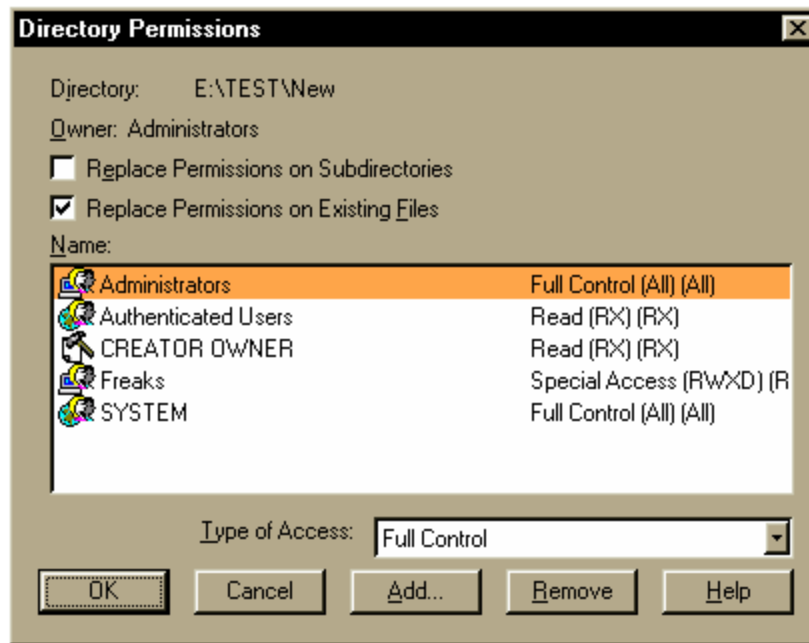 Directory Permissions
Directory: E:\TEST\New
Owner: Administrators
Replace Permissions on Subdirectories
Replace Permissions on Existing Files
Name:
Administrators Full Control (All) (All)
Authenticated Users Read (RX) (RX)
CREATOR OWNER Read (RX) (RX)
Freaks Special Access (RWXD) (R
SYSTEM Full Control (All) (All)
Type of Access: Full Control
OK Cancel Add... Remove Help